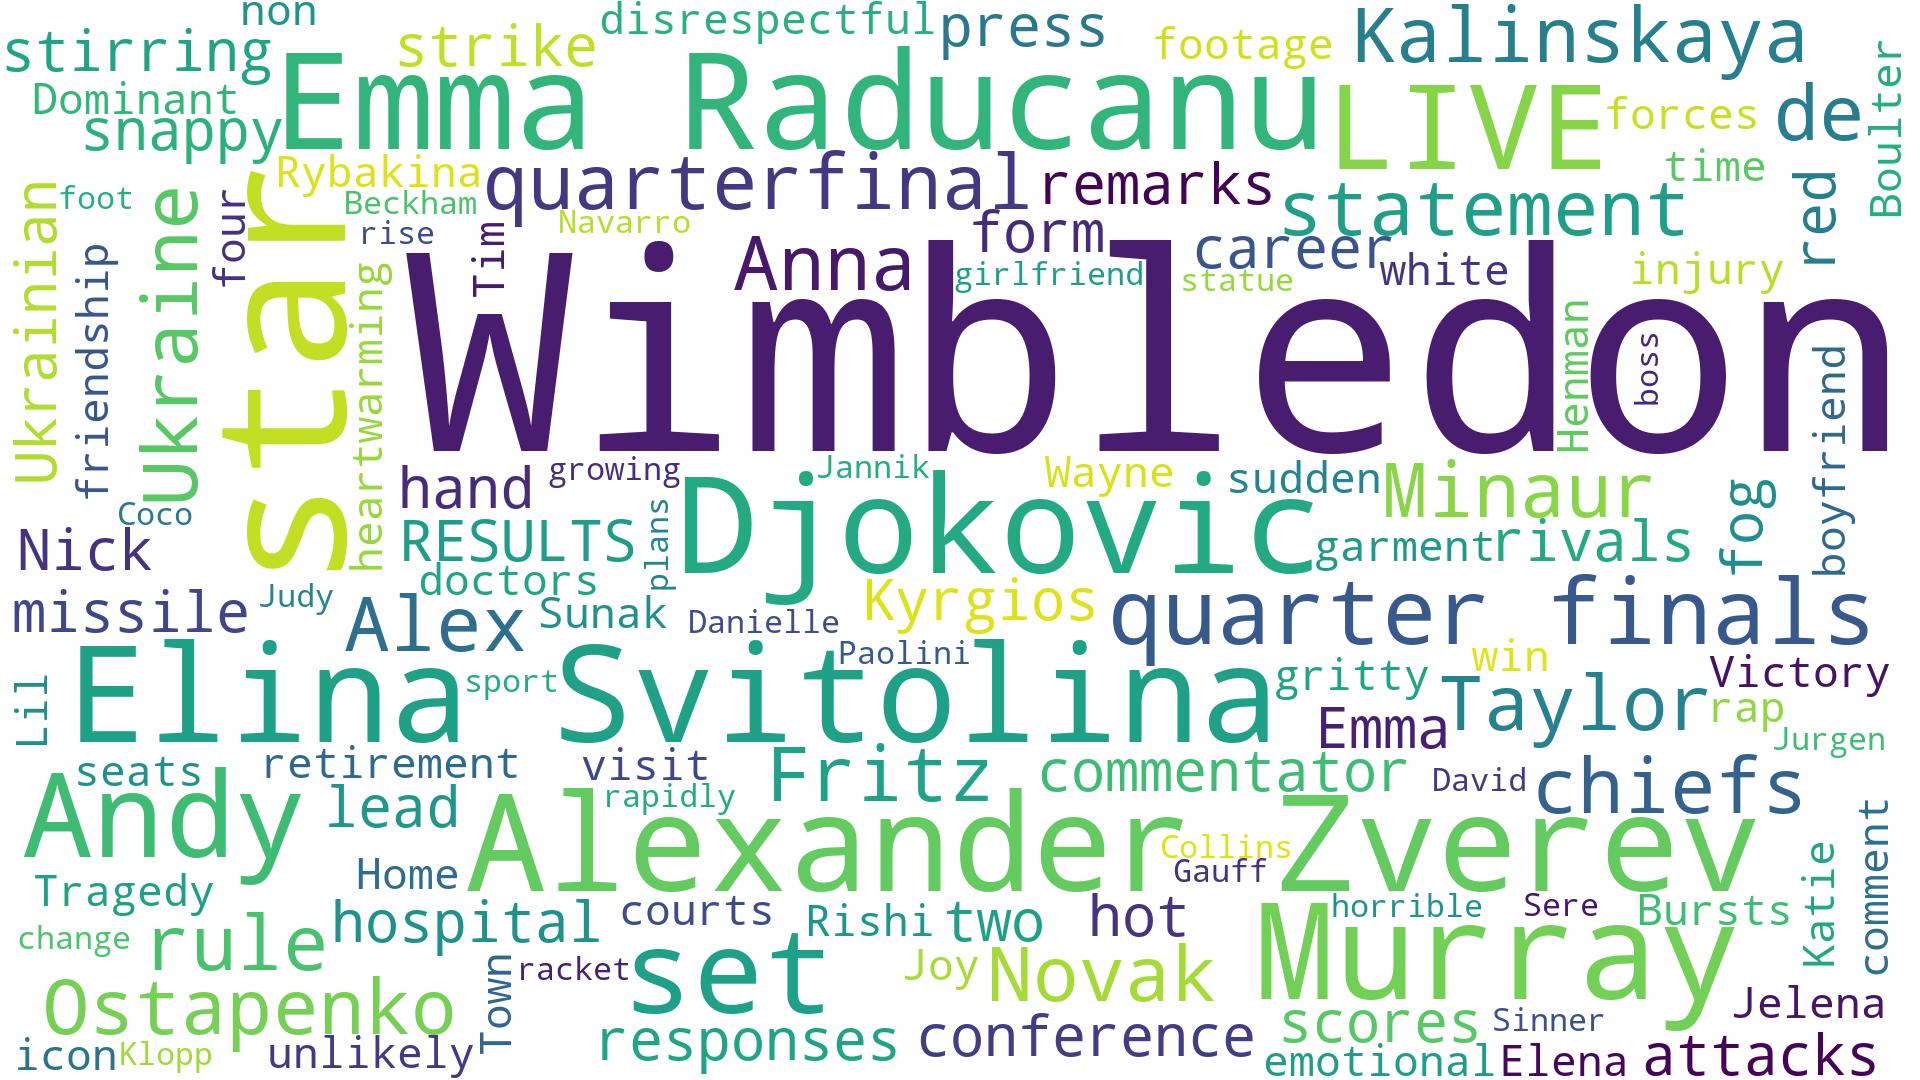 non
disrespectful
press
Kalinskaya
stirring
strike
footage
Emma Raducanu
LIVE
Dominant
snappy
forces
de
Boulter
Rybakina
quarterfinal
remarks
time
red
statement
foot
Beckham
Navarro
Ukrainian
Ukraine
four
star
rise
Tim
form
Anna
career
girlfriend
statue
white
injury
friendship
heartwarming
Wimbledon
Henman
boss
boyfriend
hand
growing
Jannik
Wayne
sudden
Minaur
fog
Coco
plans
Djokovic
Nick
RESULTS
garment
rivals
doctors
missile
Judy
Alex
Sunak
Danielle
Kyrgios
quarter finals
Paolini
Elina Svitolina
sport
gritty
win
Victory
Lil
Emma
Taylor
rap
Jurgen
seats
retirement
visit
Fritz
commentator
David
chiefs
Andy
lead
rapidly
Alexander Zverev
Collins
Gauff
Home
Katie
comment
Tragedy
hospital
courts
Rishi
two
hot
horrible
Sere
Bursts
Murray
change
rule
set
Town
racket
Joy
Novak
Ostapenko
Jelena
scores
Sinner
responses
conference
icon
Klopp
unlikely
emotional
Elena
attacks